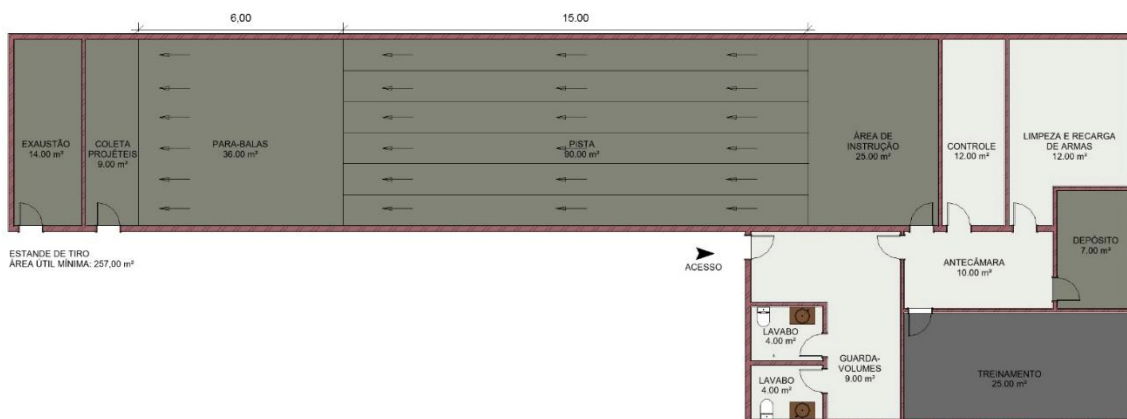 6,00
15.00
EXAUSTÃO
14.00 m²
COLETA
PROJÉTEIS
9.00 m²
PARA-BALAS
36.00 m²
PISTA
90,00 m²
ÁREA DE
INSTRUÇÃO
25.00 m²
CONTROLE
12.00 m²
LIMPEZA E RECARGA
DE ARMAS
12.00 m²
ESTANDE DE TIRO
ÁREA ÚTIL MÍNIMA: 257,00 m²
ACESSO
ANTECÂMARA
10.00 m²
DEPÓSITO
7.00 m²
LAVABO
4.00 m²
GUARDA-
VOLUMES
9.00 m²
LAVABO
4.00 m²
TREINAMENTO
25.00 m²